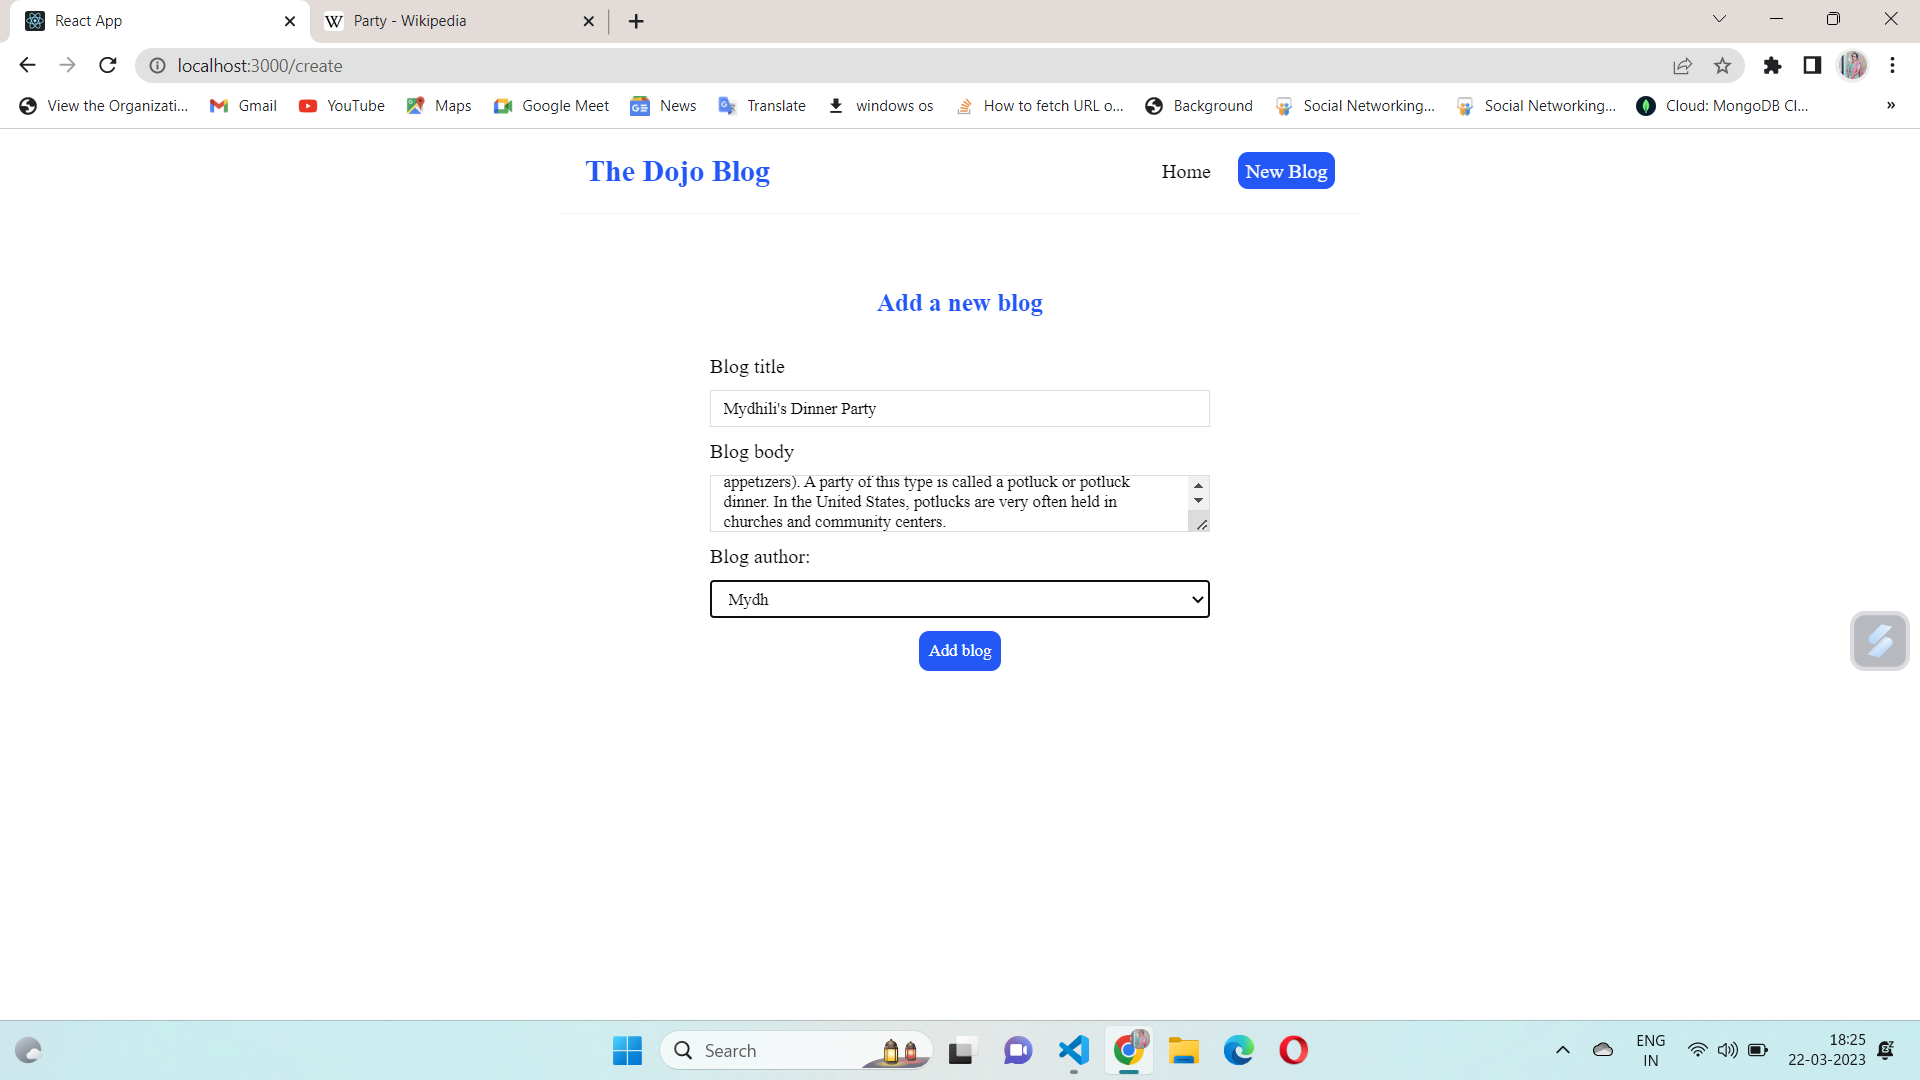 React App
Party - Wikipedia
localhost:3000/create
View the Organizati...
Gmail
YouTube
Maps
Google Meet
News
Translate
windows os
How to fetch URL o...
Background
Social Networking...
Social Networking...
Cloud: MongoDB Cl...
»
The Dojo Blog
Home
New Blog
Add a new blog
Blog title
Mydhili's Dinner Party
Blog body
appetizers). A party of this type is called a potluck or potluck
dinner. In the United States, potlucks are very often held in
churches and community centers.
Blog author:
Mydh
Add blog
Search
ENG
IN
18:25
22-03-2023